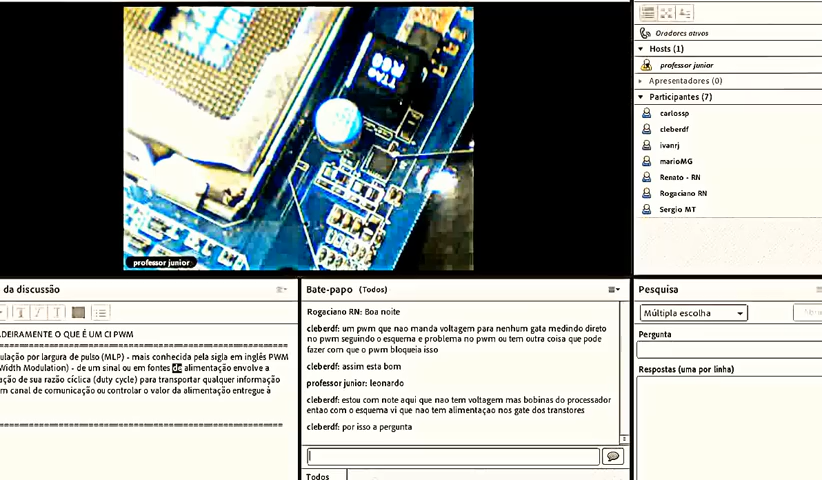 R68
professor junior
Oradores ativos
Hosts (1)
professor junior
Apresentadores (0)
Participantes (7)
carlossp
cleberdf
ivanrj
marioMG
Renato - RN
Rogaciano RN
Sergio MT
da discussão
ADEIRAMENTE O QUE É UM CI PWM
ulação por largura de pulso (MLP) - mais conhecida pela sigla em inglês PWM
Width Modulation) - de um sinal ou em fontes de alimentação envolve a
ação de sua razão cíclica (duty cycle) para transportar qualquer informação
m canal de comunicação ou controlar o valor da alimentação entregue à
Bate-papo (Todos)
Rogaciano RN: Boa noite
cleberdf: um pwm que nao manda voltagem para nenhum gata medindo direto
no pwm seguindo o esquema e problema no pwm ou tem outra coisa que pode
fazer com que o pwm bloqueia isso
cleberdf: assim esta bom
professor junior: leonardo
cleberdf: estou com note aqui que nao tem voltagem mas bobinas do processador
entao com o esquema vi que nao tem alimentaçao nos gate dos transtores
cleberdf: por isso a pergunta
Todos
Pesquisa
Múltipla escolha
Pergunta
Respostas (uma por linha)